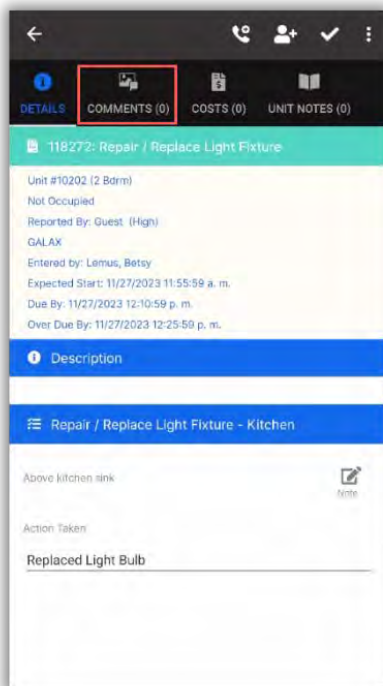 DETAILS
COMMENTS (0)
COSTS (0)
UNIT NOTES (0)
118272: Repair / Replace Light Fixture
Unit #10202 (2 Bdrm)
Not Occupied
Reported By: Guest (High)
GALAX
Entered by: Lemus, Betsy
Expected Start: 11/27/2023 11:55:59 a. m.
Due By: 11/27/2023 12:10:59 p. m.
Over Due By: 11/27/2023 12:25:59 p. m.
Description
Repair / Replace Light Fixture - Kitchen
Above kitchen sink
Note
Action Taken
Replaced Light Bulb